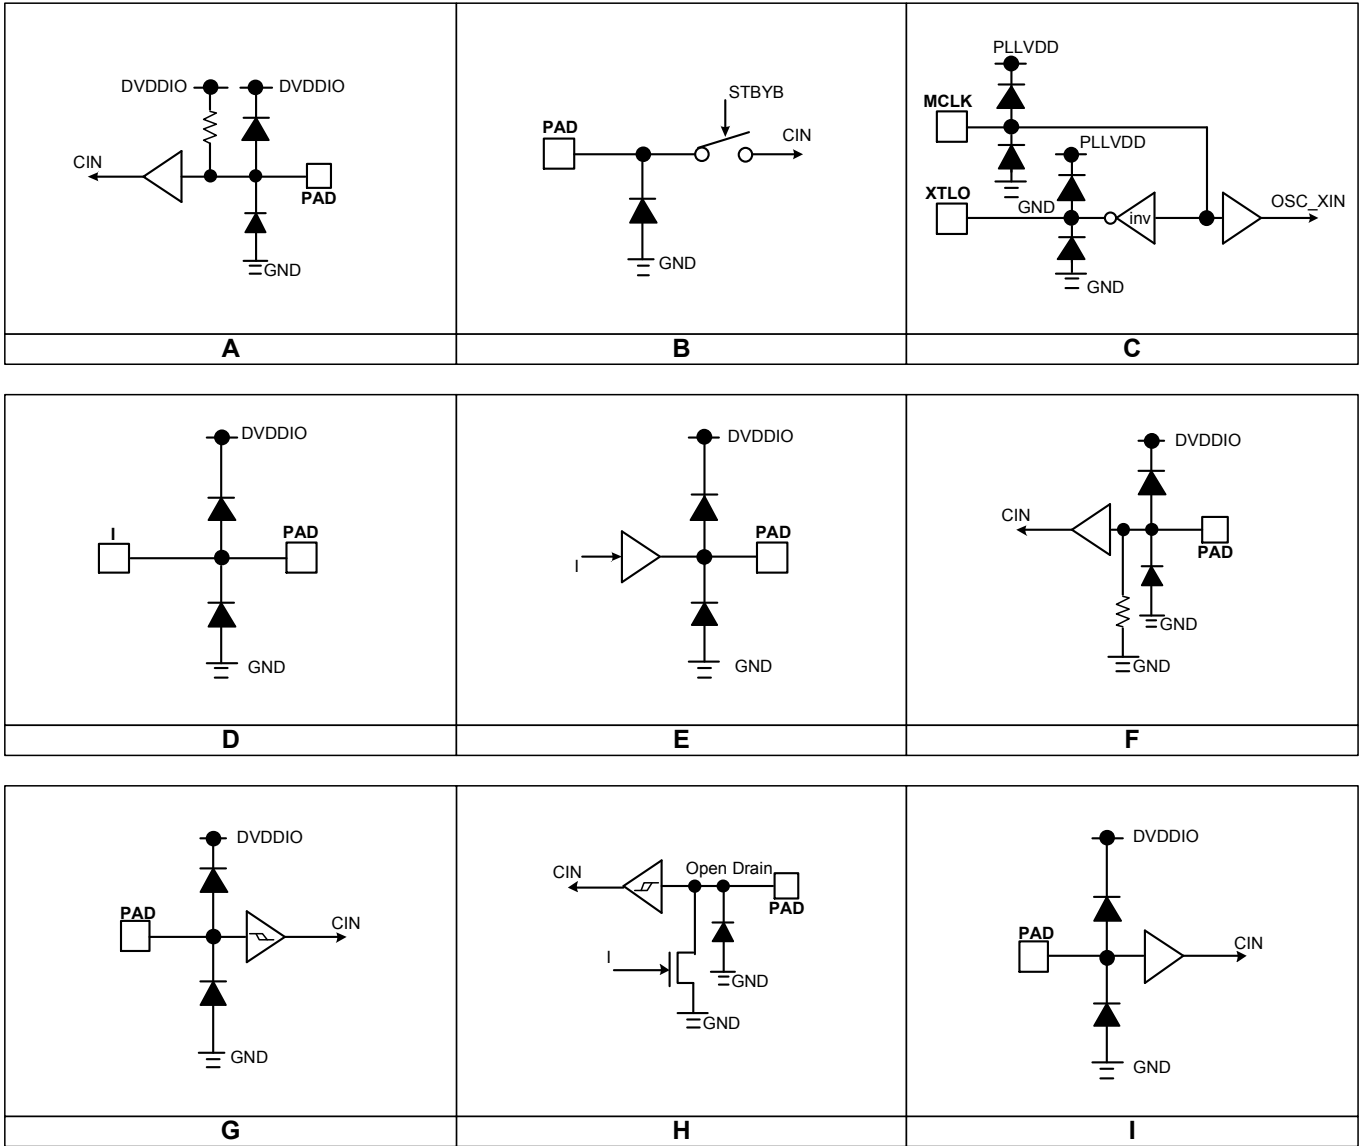 DVDDIO
DVDDIO
CIN
PAD
GND
A
STBYB
PAD
CIN
GND
B
PLLVDD
MCLK
PLLVDD
XTLO
GND
inv
OSC_XIN
GND
C
DVDDIO
I
PAD
GND
D
DVDDIO
PAD
I
GND
E
DVDDIO
CIN
PAD
GND
GND
F
DVDDIO
PAD
CIN
GND
G
CIN
Open Drain
PAD
I
GND
GND
H
DVDDIO
PAD
CIN
GND
I